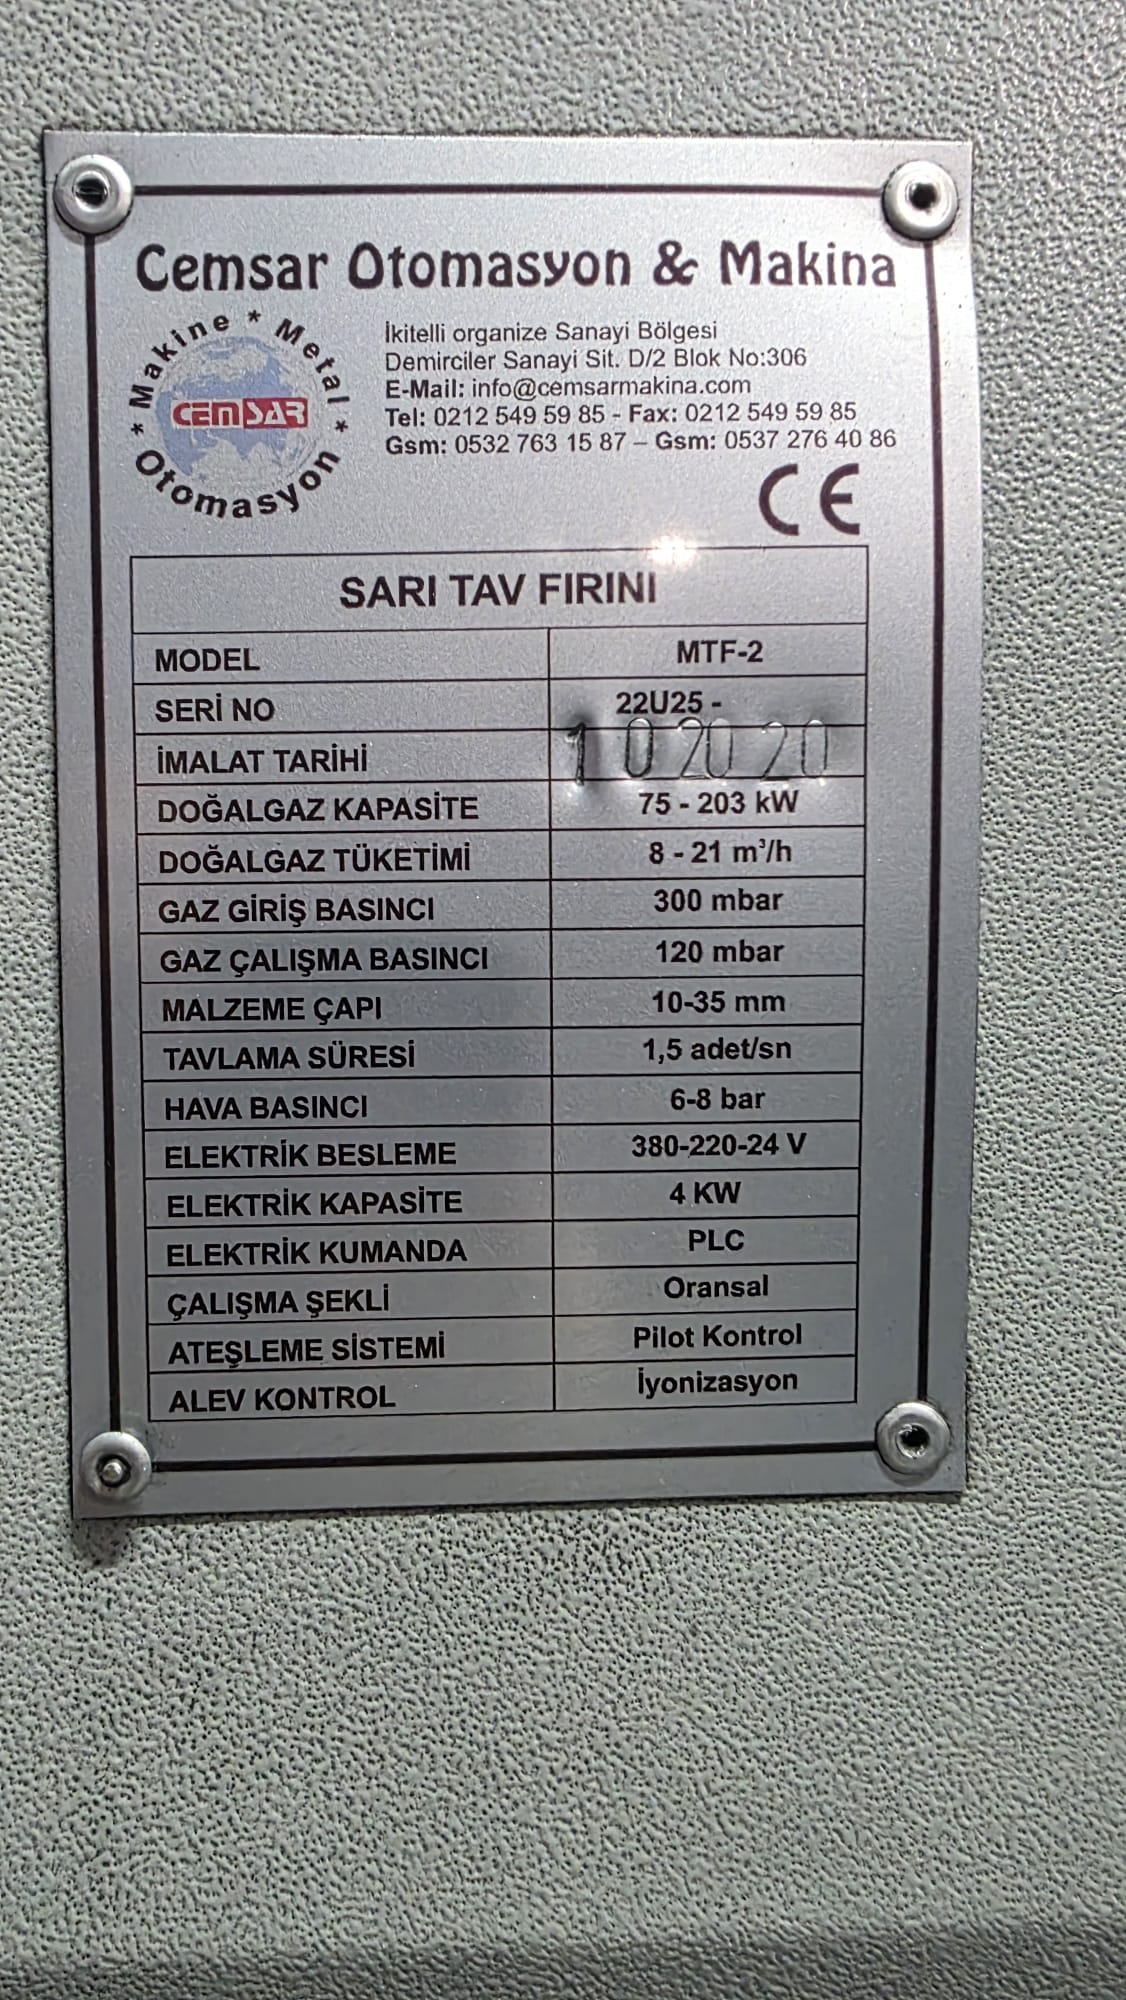 Cemsar Otomasyon & Makina
* Makine * Metal * Otomasyon
CEMSAR
İkitelli organize Sanayi Bölgesi
Demirciler Sanayi Sit. D/2 Blok No:306
E-Mail: info@cemsarmakina.com
Tel: 0212 549 59 85 - Fax: 0212 549 59 85
Gsm: 0532 763 15 87 – Gsm: 0537 276 40 86
CE
SARI TAV FIRINI
MODEL MTF-2
SERİ NO 22U25 -
İMALAT TARİHİ 10 20 20
DOĞALGAZ KAPASİTE 75 - 203 kW
DOĞALGAZ TÜKETİMİ 8 - 21 m³/h
GAZ GİRİŞ BASINCI 300 mbar
GAZ ÇALIŞMA BASINCI 120 mbar
MALZEME ÇAPI 10-35 mm
TAVLAMA SÜRESİ 1,5 adet/sn
HAVA BASINCI 6-8 bar
ELEKTRİK BESLEME 380-220-24 V
ELEKTRİK KAPASİTE 4 KW
ELEKTRİK KUMANDA PLC
ÇALIŞMA ŞEKLİ Oransal
ATEŞLEME SİSTEMİ Pilot Kontrol
ALEV KONTROL İyonizasyon